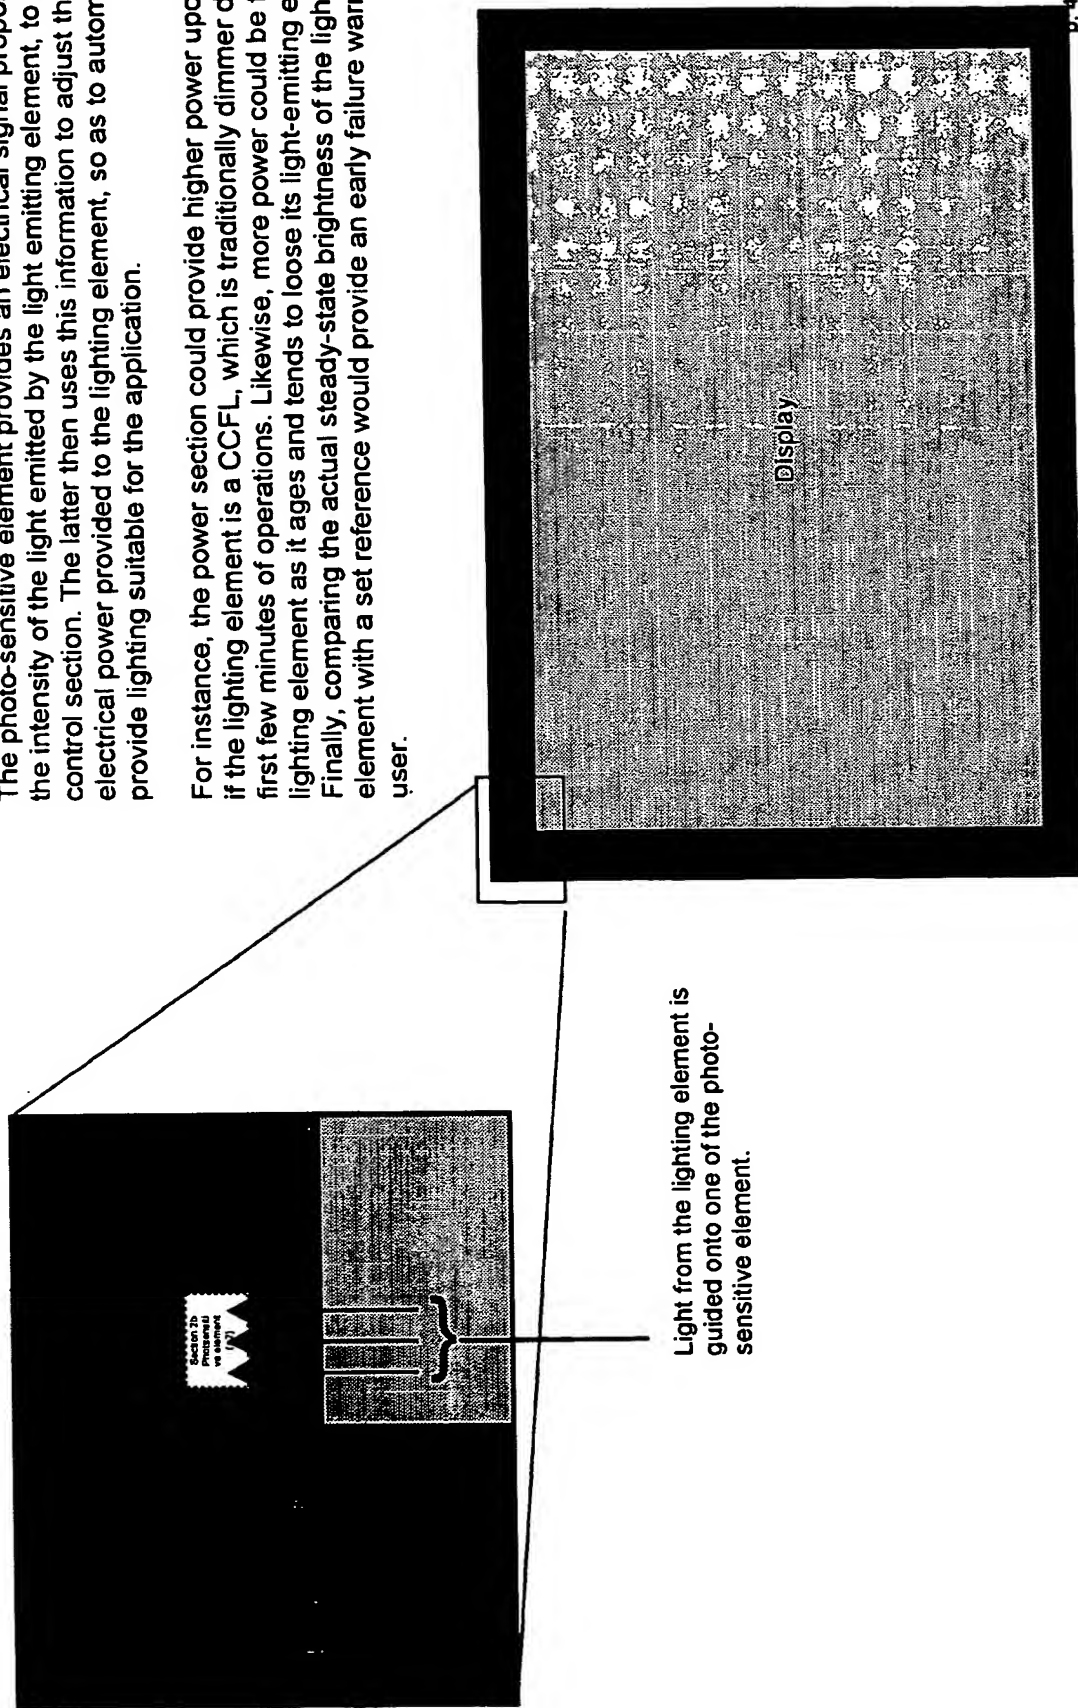 The photo-sensitive element provides an electrical signal propo
the intensity of the light emitted by the light emitting element, to
control section. The latter then uses this information to adjust th
electrical power provided to the lighting element, so as to autom
provide lighting suitable for the application.
For instance, the power section could provide higher power upo
if the lighting element is a CCFL, which is traditionally dimmer d
first few minutes of operations. Likewise, more power could be
lighting element as it ages and tends to loose its light-emitting e
Finally, comparing the actual steady-state brightness of the ligh
element with a set reference would provide an early failure warn
user.
Section 2b
Photsensiti
ve element
Light from the lighting element is
guided onto one of the photo-
sensitive element.
Display